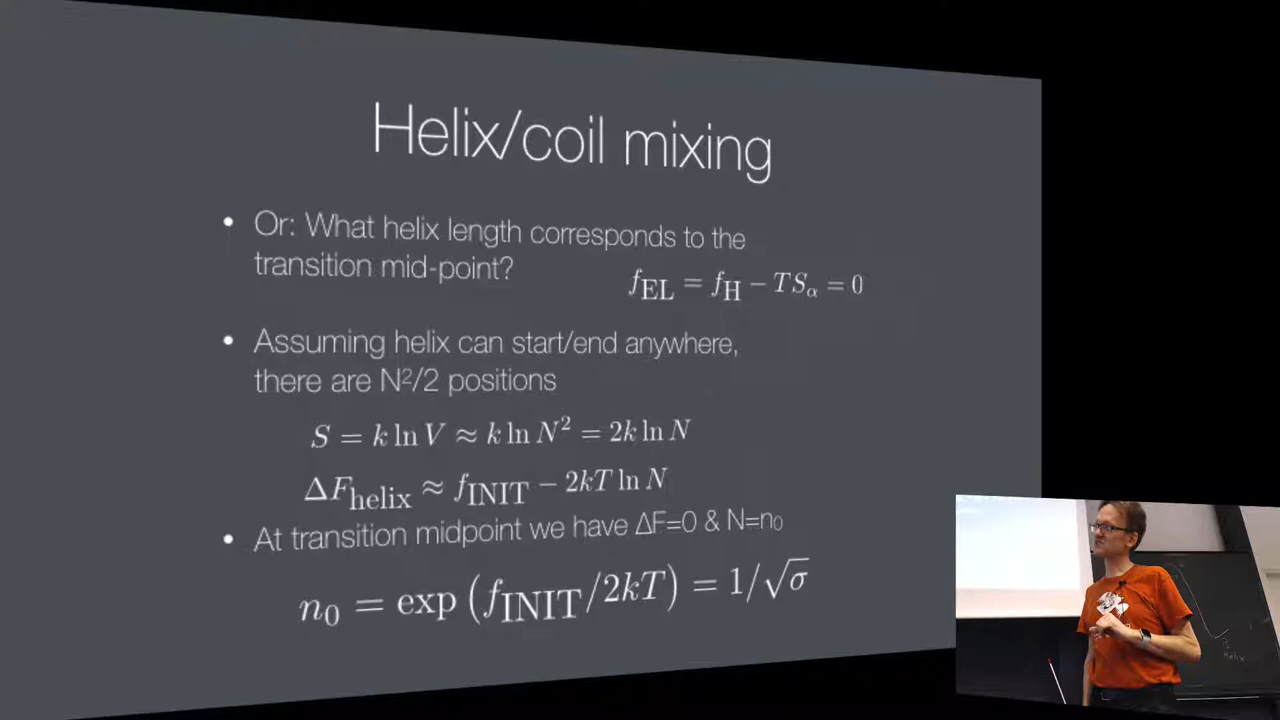 Helix/coil mixing
• Or: What helix length corresponds to the
transition mid-point?
f_EL = f_H − TS_α = 0
• Assuming helix can start/end anywhere,
there are N²/2 positions
S = k ln V ≈ k ln N² = 2k ln N
ΔF_helix ≈ f_INIT − 2kT ln N
• At transition midpoint we have ΔF=0 & N=n₀
n₀ = exp (f_INIT/2kT) = 1/√σ
Helix